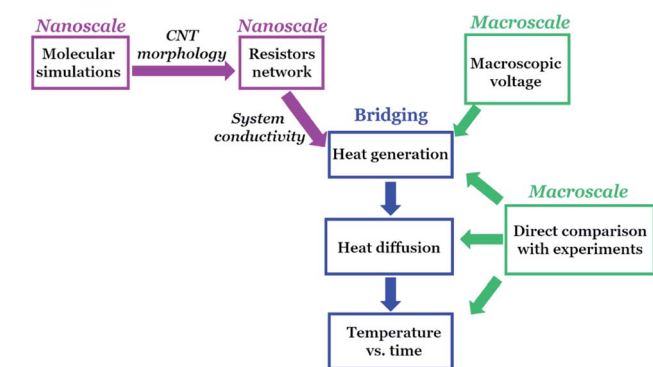 Nanoscale
Molecular
simulations
CNT
morphology
Nanoscale
Resistors
network
System
conductivity
Macroscale
Macroscopic
voltage
Bridging
Heat generation
Macroscale
Direct comparison
with experiments
Heat diffusion
Temperature
vs. time